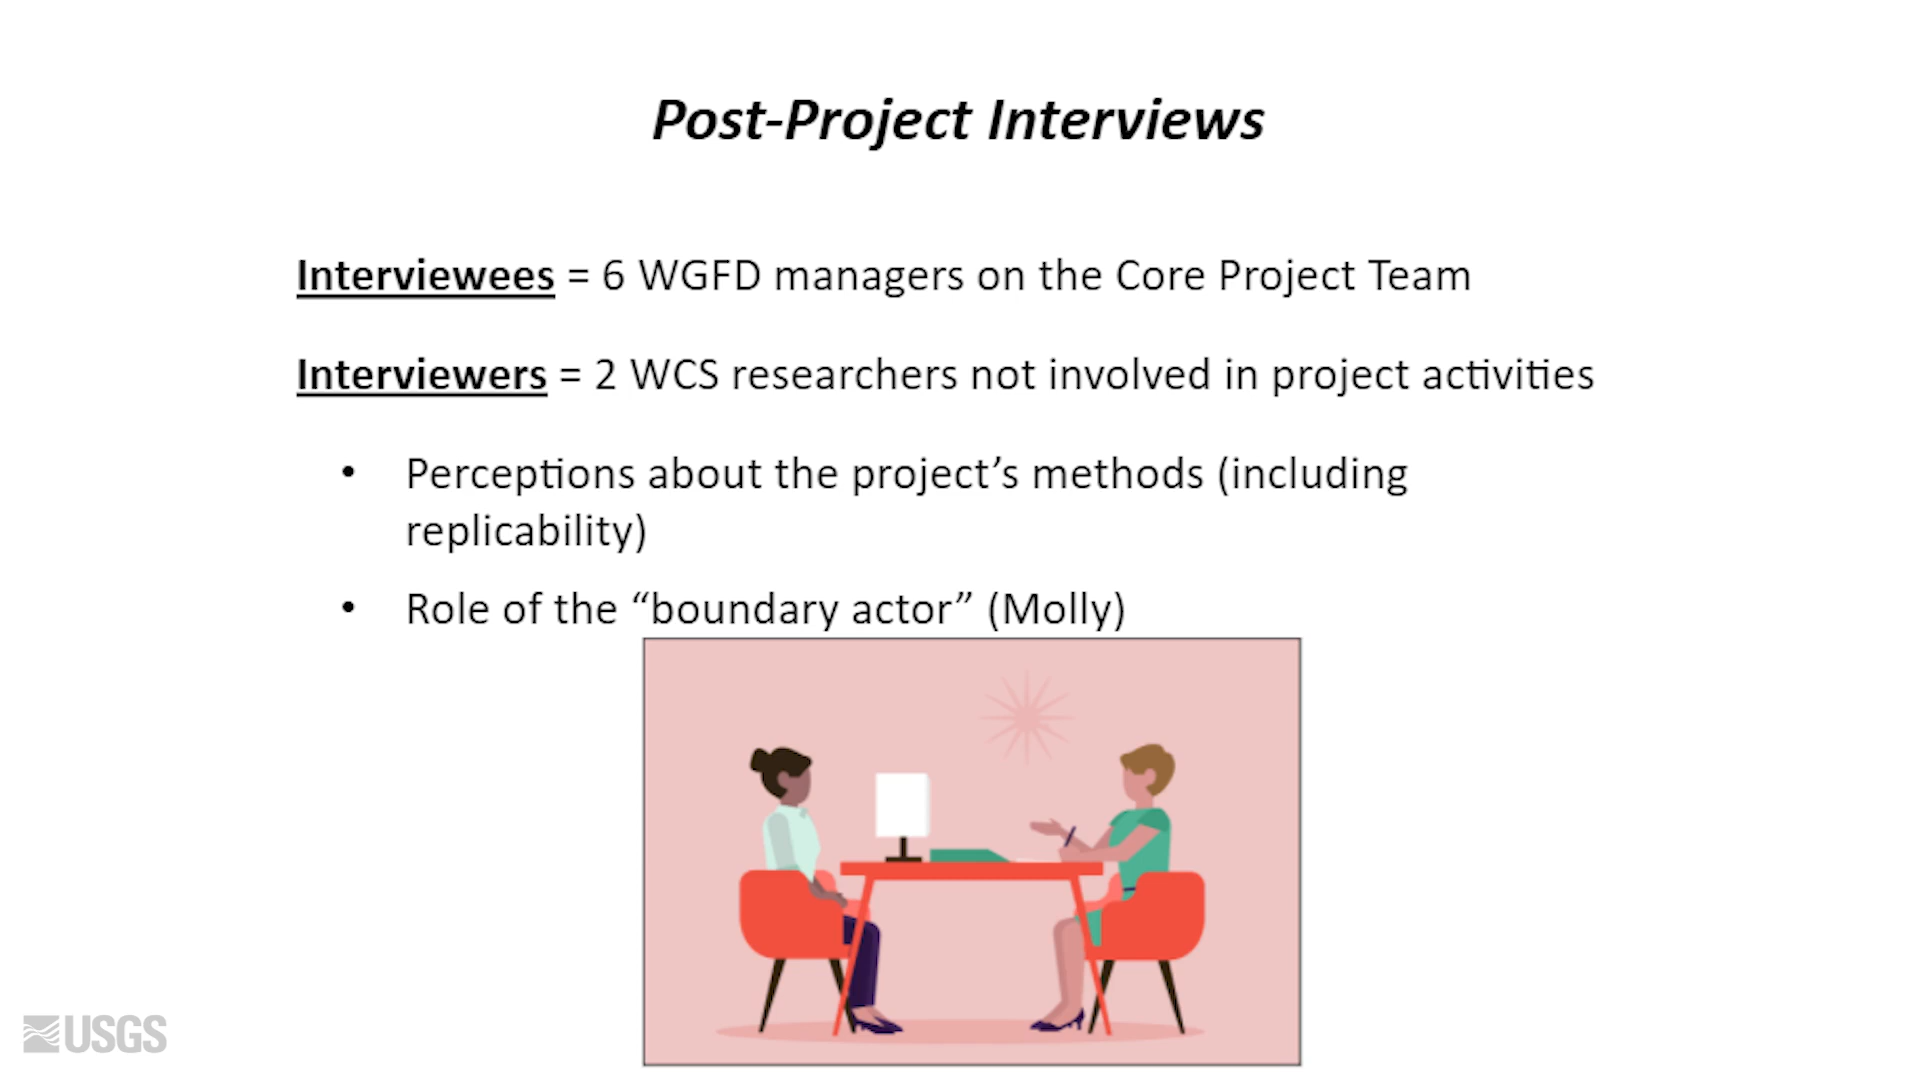 Post-Project Interviews
Interviewees = 6 WGFD managers on the Core Project Team
Interviewers = 2 WCS researchers not involved in project activities
• Perceptions about the project’s methods (including
replicability)
• Role of the “boundary actor” (Molly)
USGS